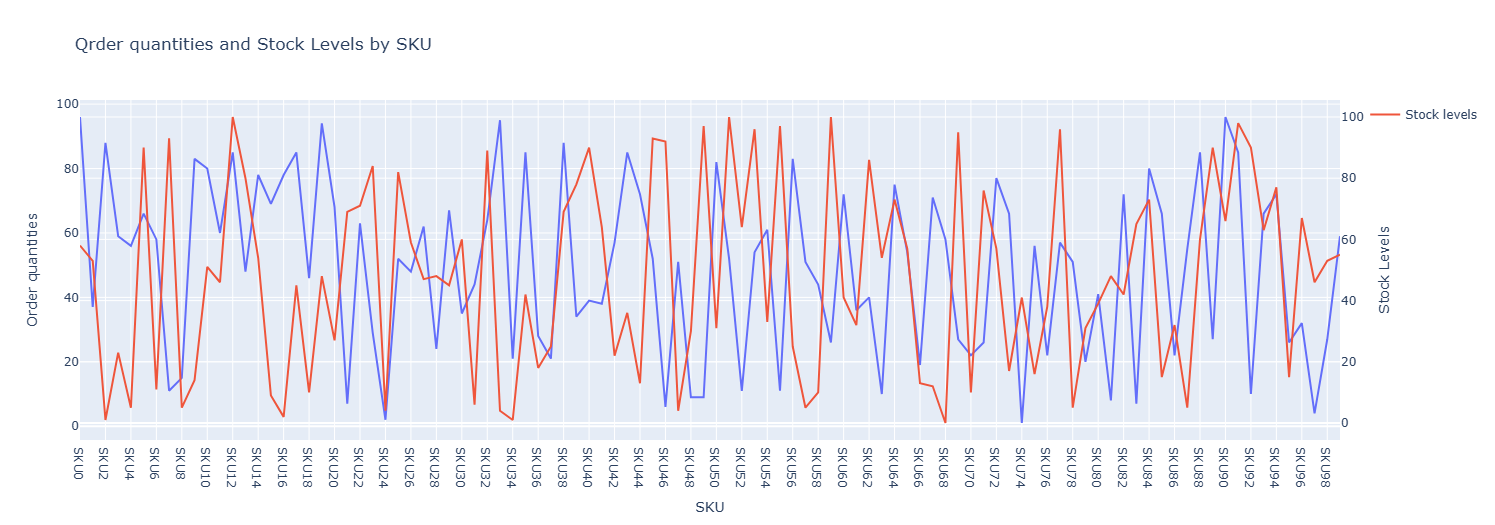 Qrder quantities and Stock Levels by SKU
Stock levels
Order quantities
100
80
60
40
20
0
100
80
60
40
20
0
Stock Levels
SKU0
SKU2
SKU4
SKU6
SKU8
SKU10
SKU12
SKU14
SKU16
SKU18
SKU20
SKU22
SKU24
SKU26
SKU28
SKU30
SKU32
SKU34
SKU36
SKU38
SKU40
SKU42
SKU44
SKU46
SKU48
SKU50
SKU52
SKU54
SKU56
SKU58
SKU60
SKU62
SKU64
SKU66
SKU68
SKU70
SKU72
SKU74
SKU76
SKU78
SKU80
SKU82
SKU84
SKU86
SKU88
SKU90
SKU92
SKU94
SKU96
SKU98
SKU